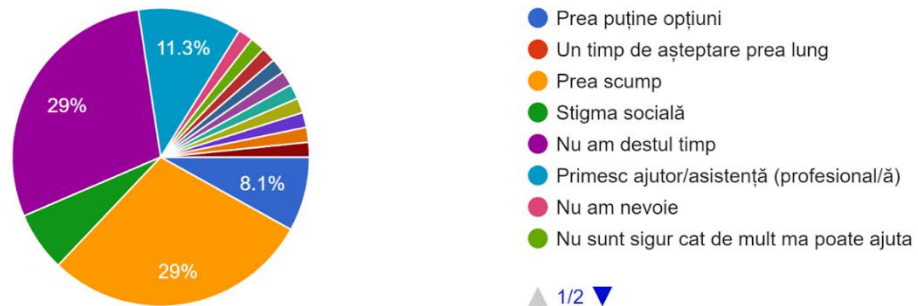 11.3%
29%
8.1%
29%
Prea puține opțiuni
Un timp de așteptare prea lung
Prea scump
Stigma socială
Nu am destul timp
Primesc ajutor/asistență (profesional/ă)
Nu am nevoie
Nu sunt sigur cat de mult ma poate ajuta
1/2